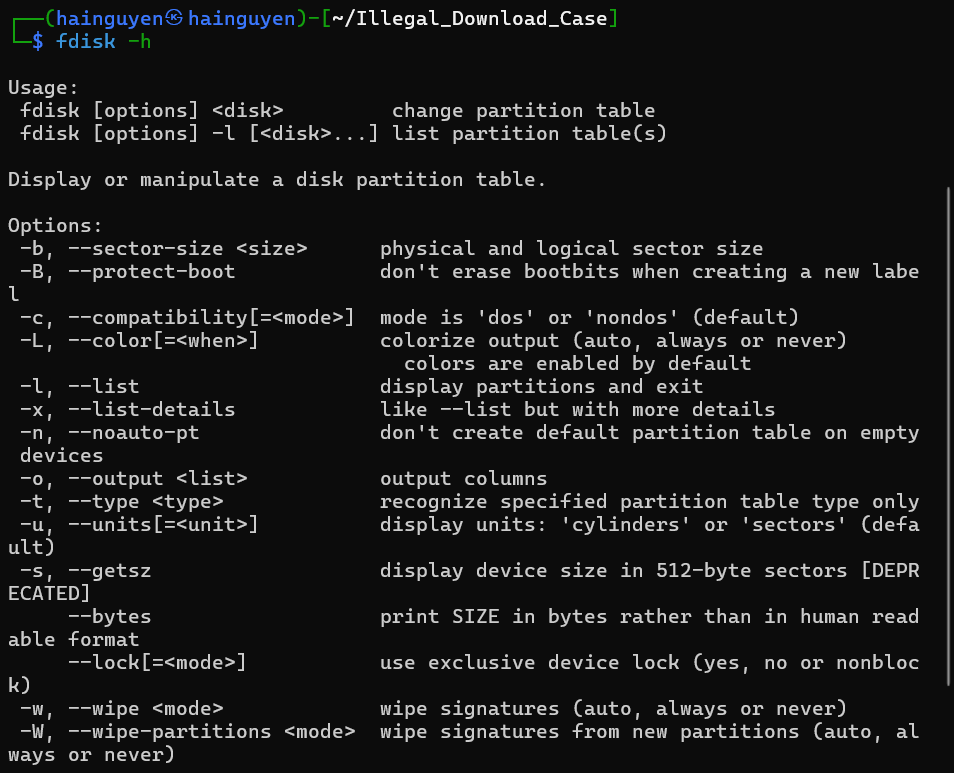 ┌──(hainguyen㉿hainguyen)-[~/Illegal_Download_Case]
└─$ fdisk -h

Usage:
 fdisk [options] <disk>         change partition table
 fdisk [options] -l [<disk>...] list partition table(s)

Display or manipulate a disk partition table.

Options:
 -b, --sector-size <size>      physical and logical sector size
 -B, --protect-boot            don't erase bootbits when creating a new labe
l
 -c, --compatibility[=<mode>]  mode is 'dos' or 'nondos' (default)
 -L, --color[=<when>]          colorize output (auto, always or never)
                                 colors are enabled by default
 -l, --list                    display partitions and exit
 -x, --list-details            like --list but with more details
 -n, --noauto-pt               don't create default partition table on empty
 devices
 -o, --output <list>           output columns
 -t, --type <type>             recognize specified partition table type only
 -u, --units[=<unit>]          display units: 'cylinders' or 'sectors' (defa
ult)
 -s, --getsz                   display device size in 512-byte sectors [DEPR
ECATED]
     --bytes                   print SIZE in bytes rather than in human read
able format
     --lock[=<mode>]           use exclusive device lock (yes, no or nonbloc
k)
 -w, --wipe <mode>             wipe signatures (auto, always or never)
 -W, --wipe-partitions <mode>  wipe signatures from new partitions (auto, al
ways or never)